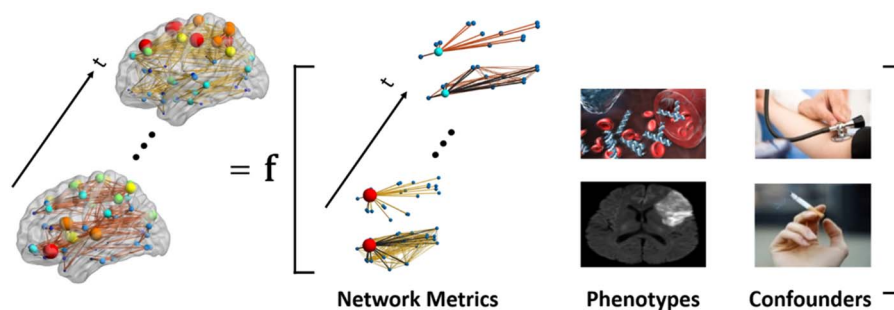 t
t
= f
Network Metrics
Phenotypes
Confounders